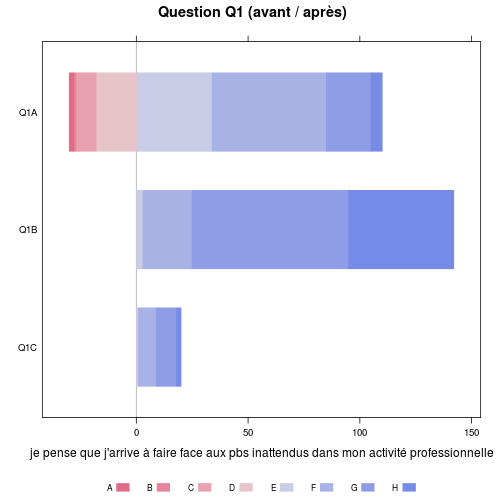 Question Q1 (avant / après)
Q1A
Q1B
Q1C
0 50 100 150
je pense que j'arrive à faire face aux pbs inattendus dans mon activité professionnelle
A B C D E F G H